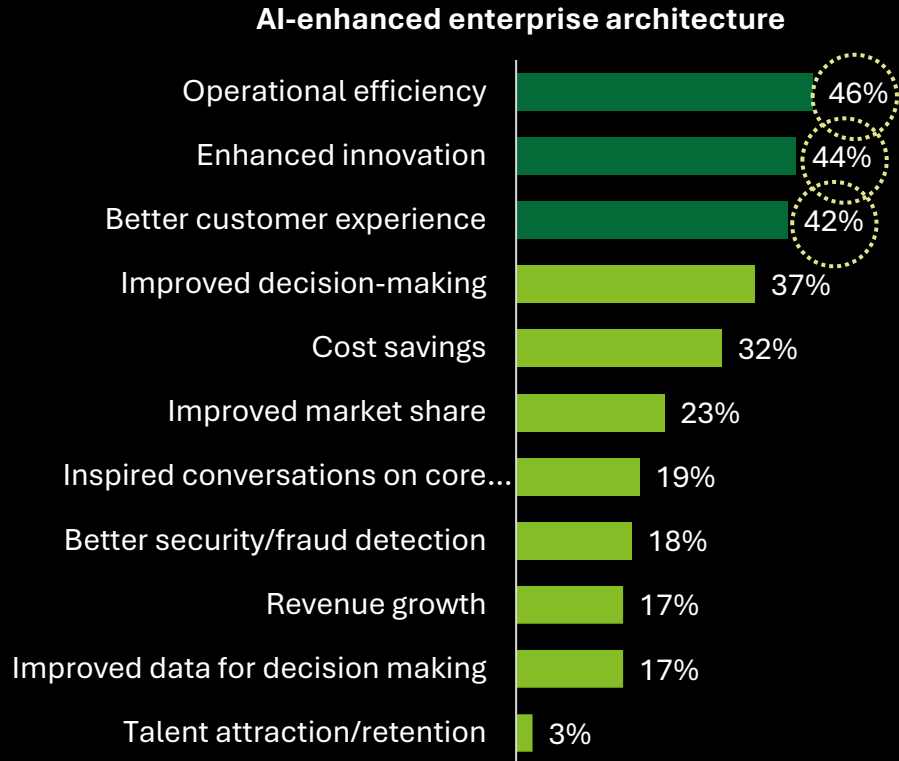 AI-enhanced enterprise architecture
Operational efficiency 46%
Enhanced innovation 44%
Better customer experience 42%
Improved decision-making 37%
Cost savings 32%
Improved market share 23%
Inspired conversations on core... 19%
Better security/fraud detection 18%
Revenue growth 17%
Improved data for decision making 17%
Talent attraction/retention 3%